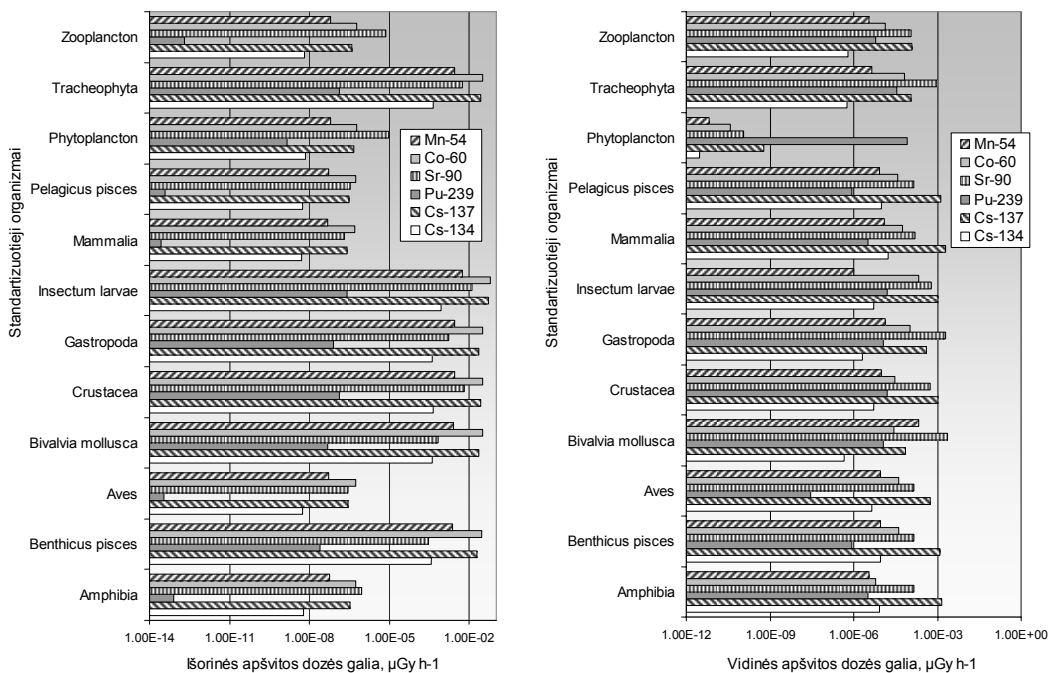 Standartizuotieji organizmai
Zooplancton
Tracheophyta
Phytoplancton
Pelagicus pisces
Mammalia
Insectum larvae
Gastropoda
Crustacea
Bivalvia mollusca
Aves
Benthicus pisces
Amphibia
Mn-54
Co-60
Sr-90
Pu-239
Cs-137
Cs-134
1.00E-14 1.00E-11 1.00E-08 1.00E-05 1.00E-02
Išorinės apšvitos dozės galia, µGy h-1
Standartizuotieji organizmai
Zooplancton
Tracheophyta
Phytoplancton
Pelagicus pisces
Mammalia
Insectum larvae
Gastropoda
Crustacea
Bivalvia mollusca
Aves
Benthicus pisces
Amphibia
Mn-54
Co-60
Sr-90
Pu-239
Cs-137
Cs-134
1.00E-12 1.00E-09 1.00E-06 1.00E-03 1.00E+00
Vidinės apšvitos dozės galia, µGy h-1